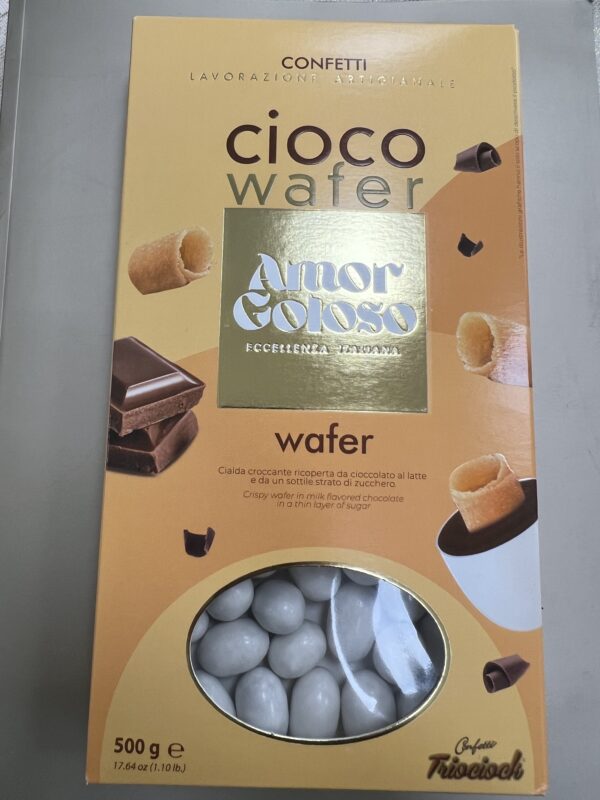 CONFETTI
LAVORAZIONE ARTIGIANALE
cioco
wafer
Amor
Goloso
ECCELLENZA ITALIANA
wafer
Cialda croccante ricoperta da cioccolato al latte
e da un sottile strato di zucchero.
Crispy wafer in milk flavored chocolate
in a thin layer of sugar
500 g e
17.64 oz (1.10 lb.)
Confetti
Triocioch